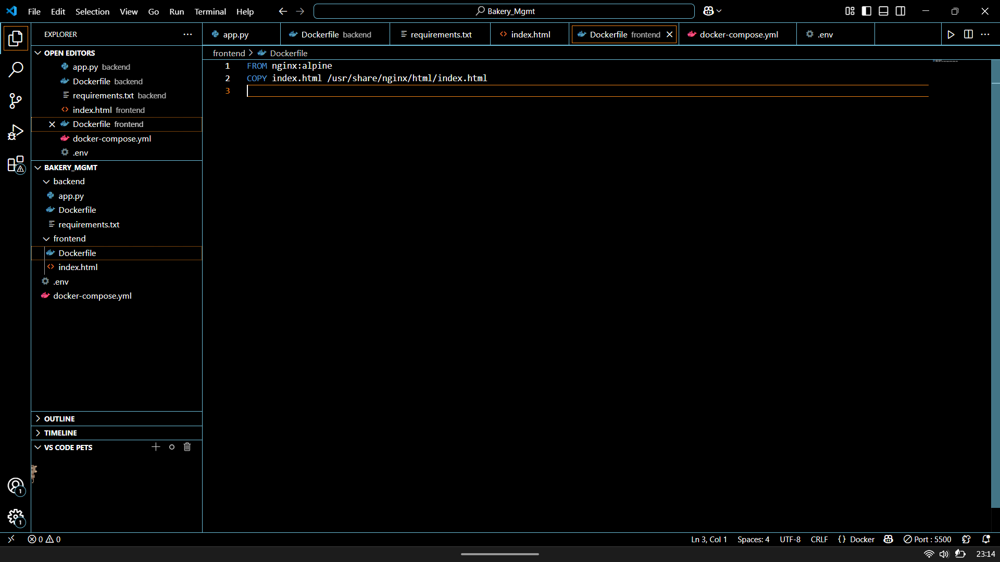 File Edit Selection View Go Run Terminal Help
Bakery_Mgmt
EXPLORER
OPEN EDITORS
app.py backend
Dockerfile backend
requirements.txt backend
index.html frontend
Dockerfile frontend
docker-compose.yml
.env
BAKERY_MGMT
backend
app.py
Dockerfile
requirements.txt
frontend
Dockerfile
index.html
.env
docker-compose.yml
OUTLINE
TIMELINE
VS CODE PETS
app.py Dockerfile backend requirements.txt index.html Dockerfile frontend docker-compose.yml .env
frontend > Dockerfile
1 FROM nginx:alpine
2 COPY index.html /usr/share/nginx/html/index.html
3
1
1
0 0 Ln 3, Col 1 Spaces: 4 UTF-8 CRLF {} Docker Port : 5500
23:14